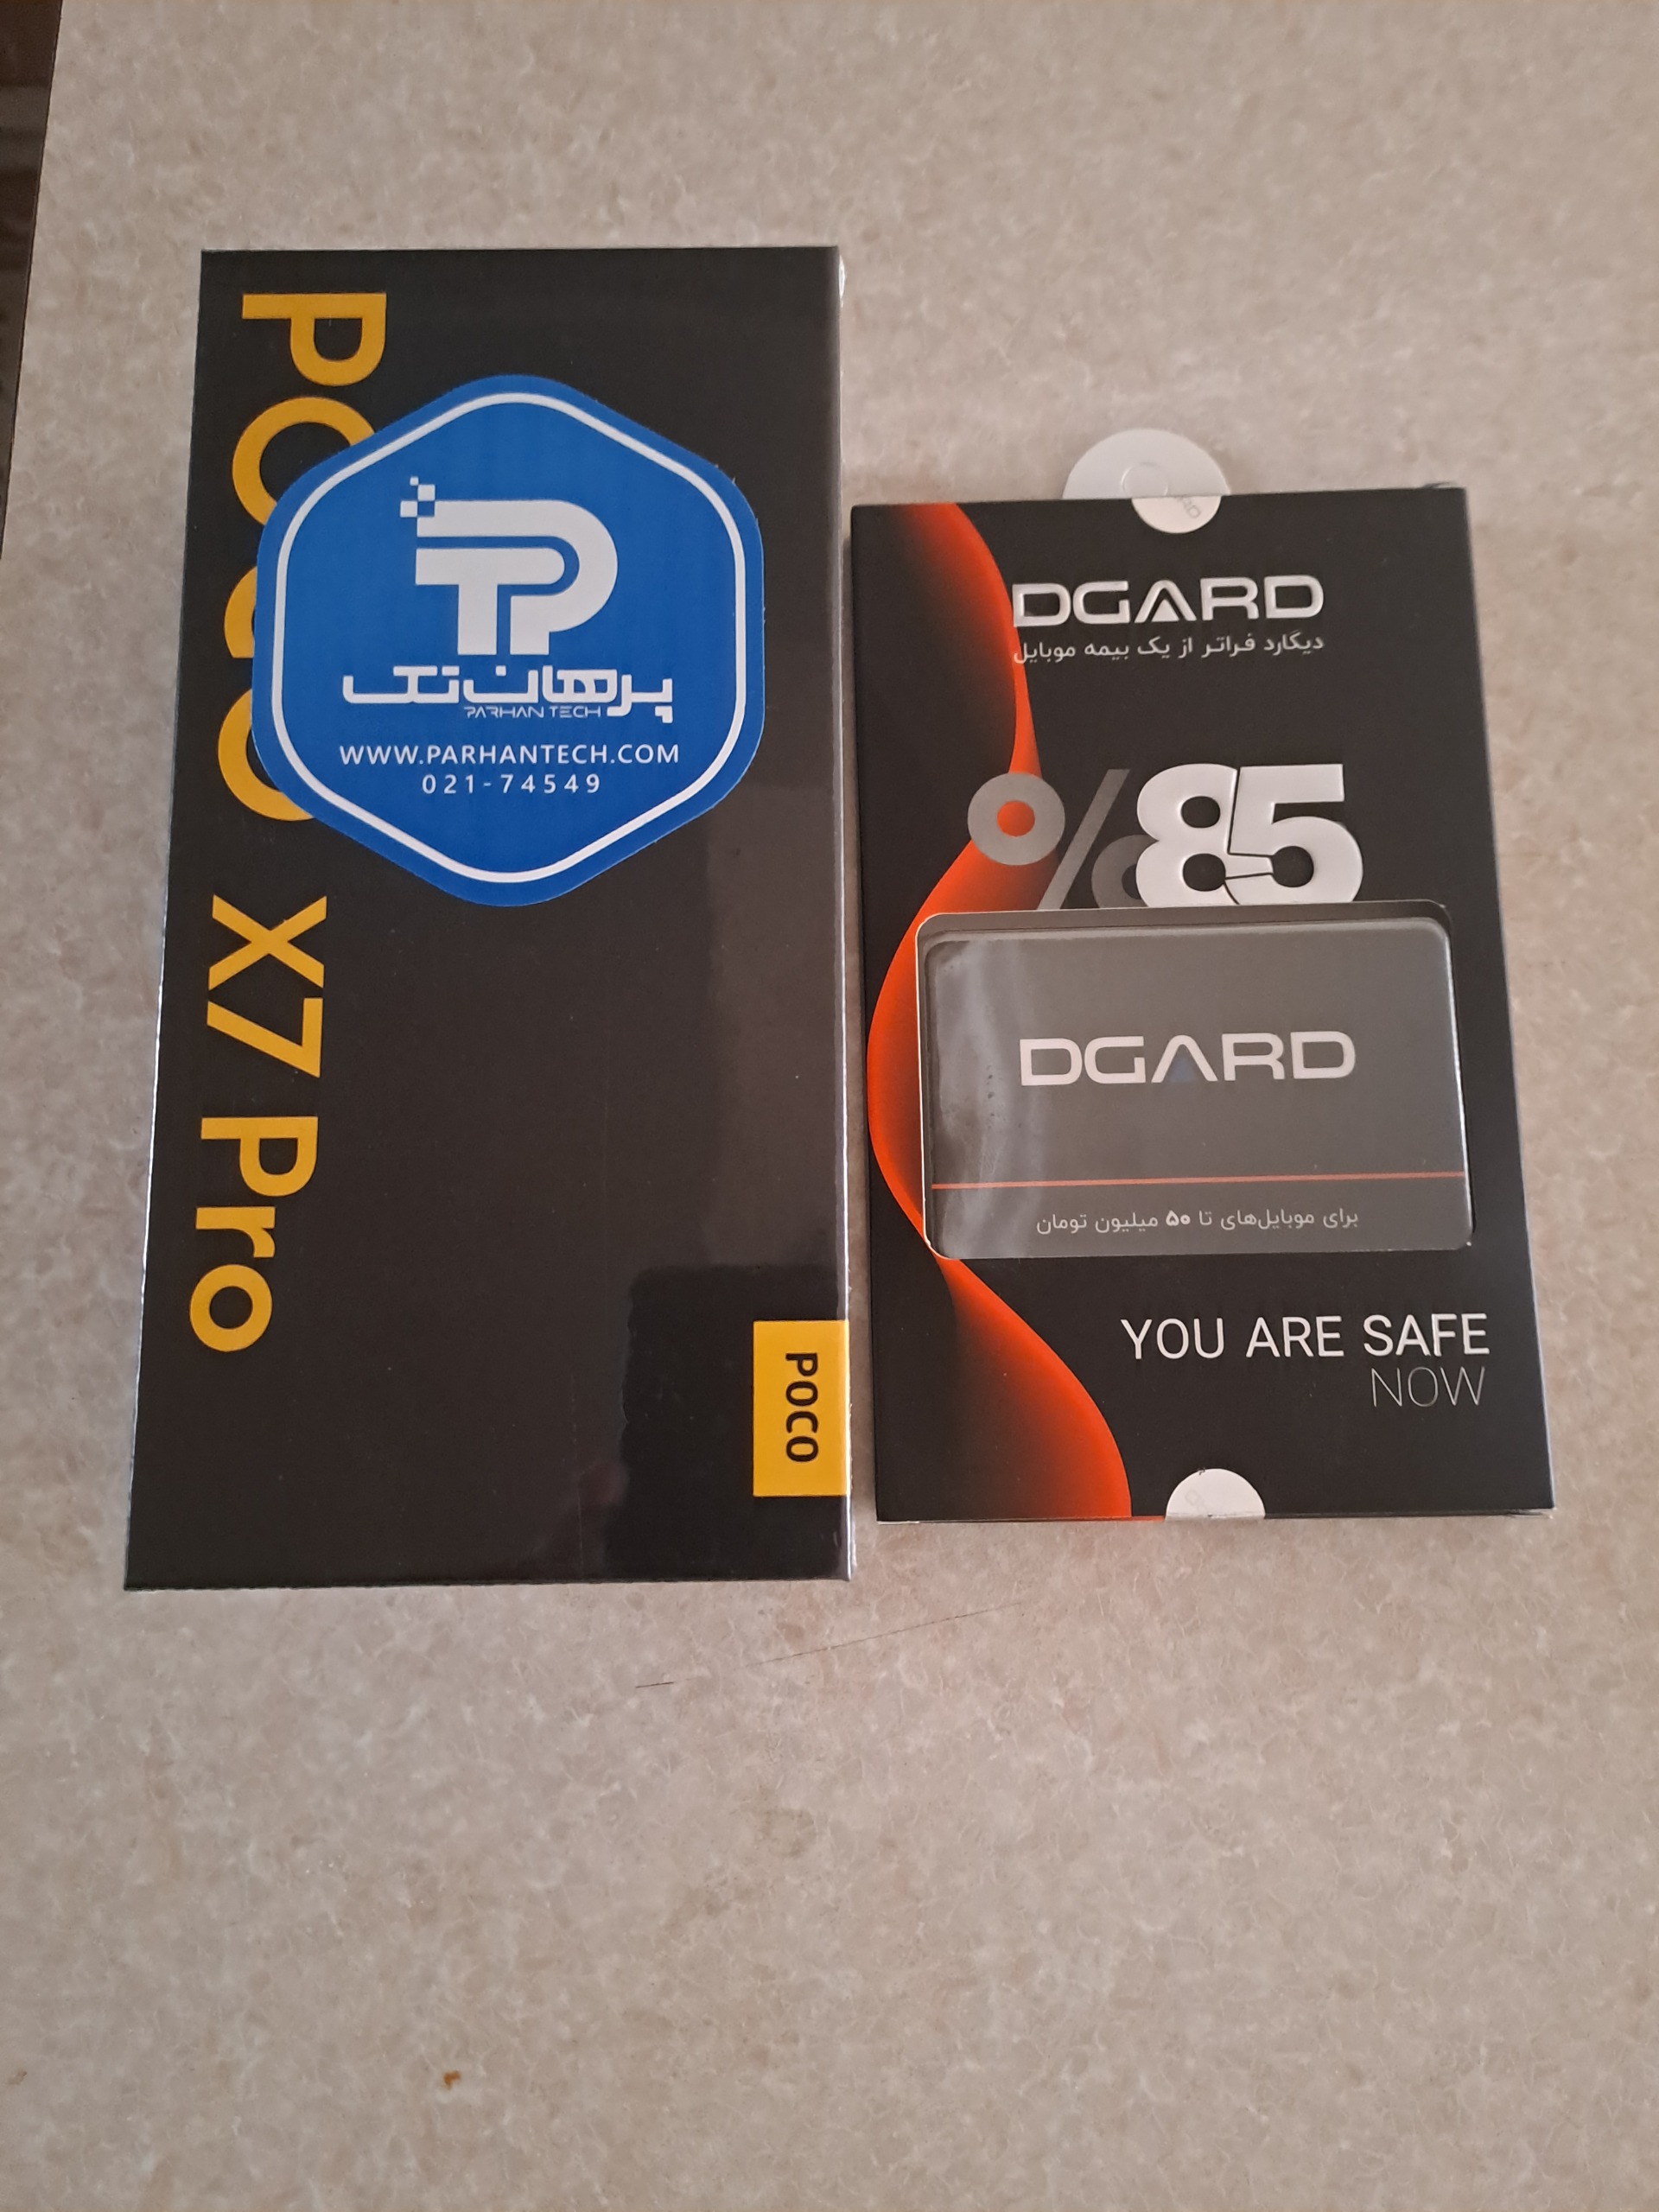 POCO X7 Pro
پرهان تک
PARHAN TECH
WWW.PARHANTECH.COM
021-74549
POCO
DGARD
دیگارد فراتر از یک بیمه موبایل
%85
DGARD
برای موبایل‌های تا ۵۰ میلیون تومان
YOU ARE SAFE
NOW